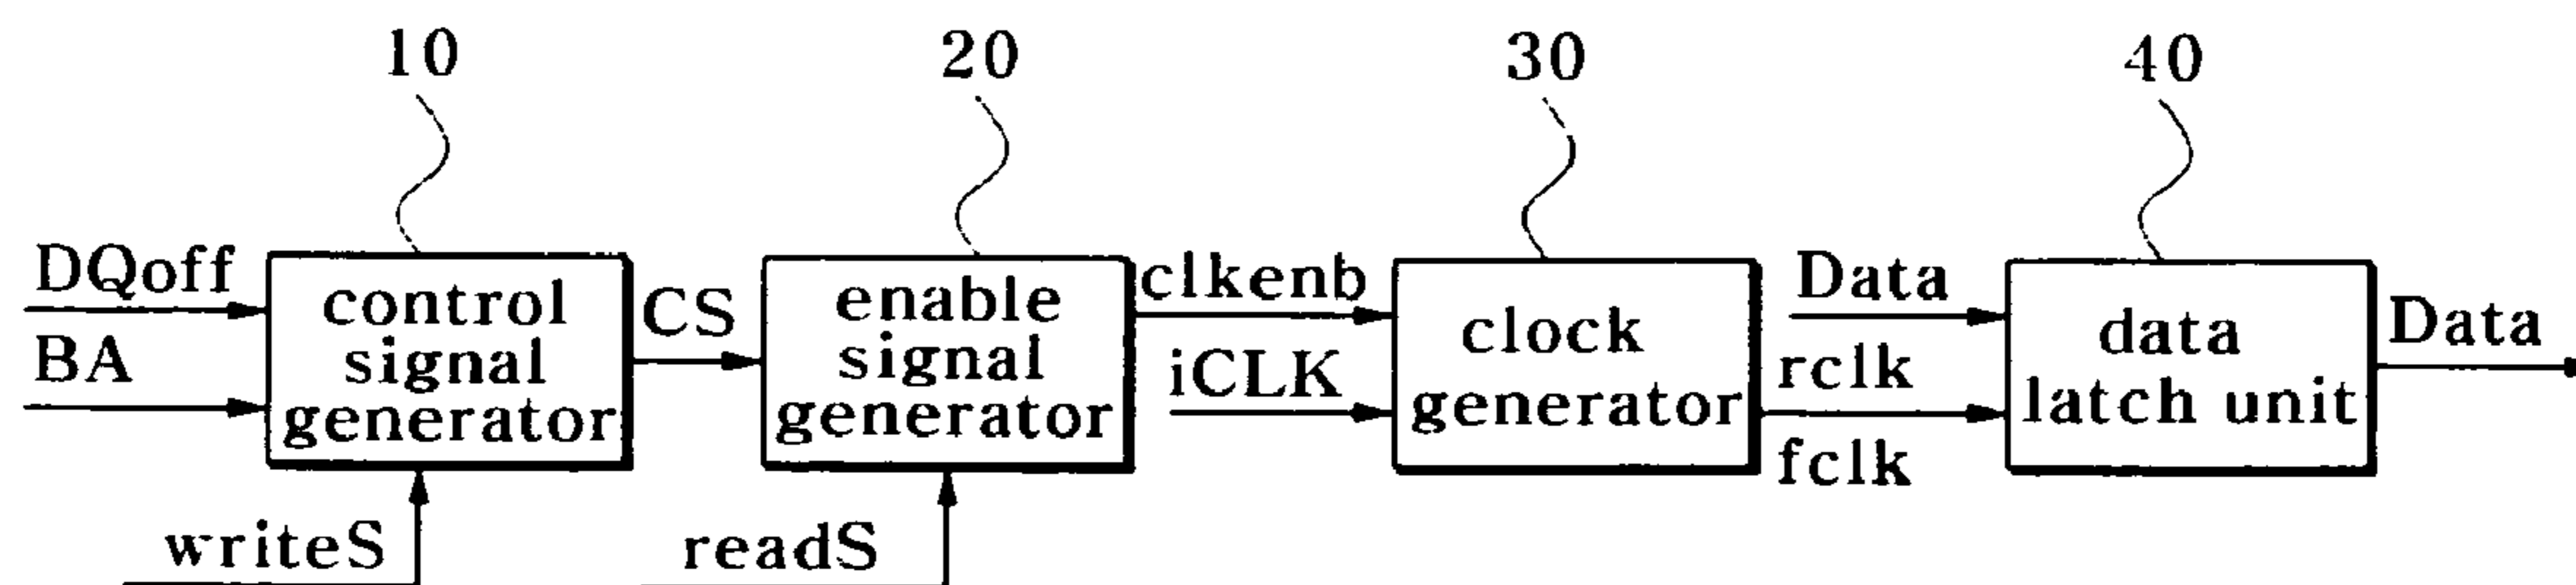 10
20
30
40
DQoff
BA
control
signal
generator
writeS
CS
enable
signal
generator
readS
clkenb
iCLK
clock
generator
Data
rclk
fclk
data
latch unit
Data